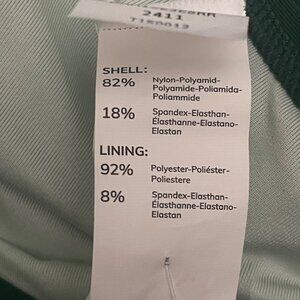 2411
SHELL:
82% Nylon-Polyamid-
Polyamide-Poliamida-
Poliammide
18% Spandex-Elasthan-
Élasthanne-Elastano-
Elastan
LINING:
92% Polyester-Poliéster-
Poliestere
8% Spandex-Elasthan-
Élasthanne-Elastano-
Elastan